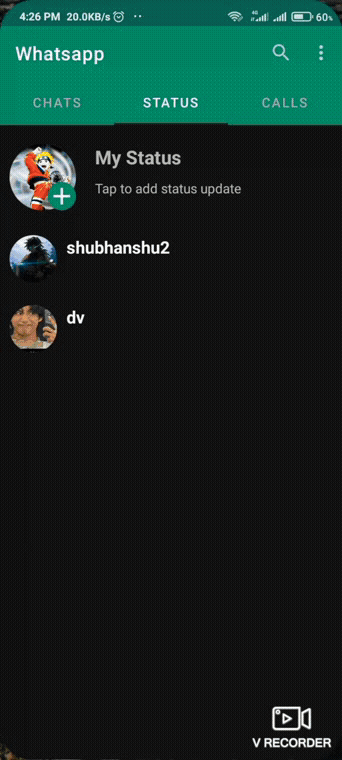 4:26 PM 20.0KB/s
4G
60%
Whatsapp
CHATS STATUS CALLS
My Status
Tap to add status update
shubhanshu2
dv
V RECORDER